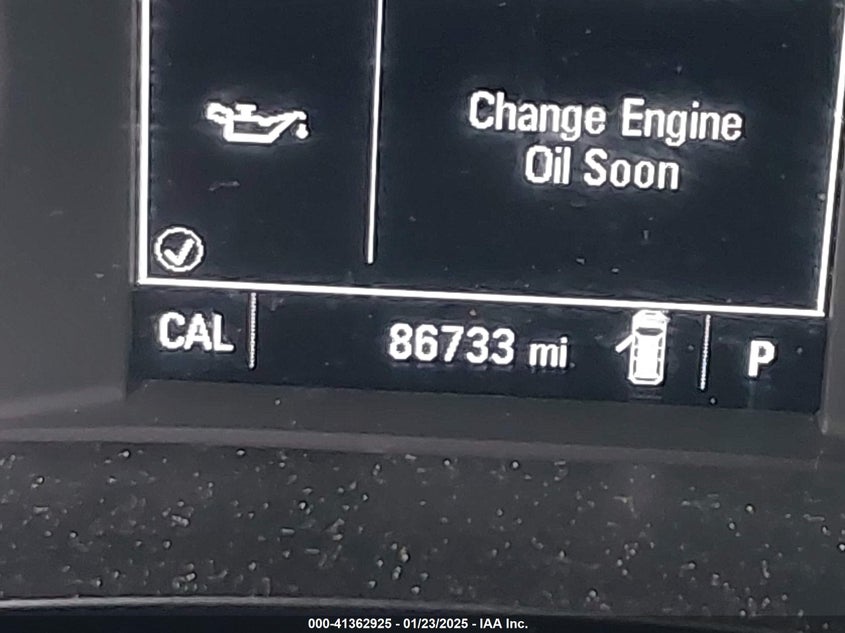 Change Engine
Oil Soon
CAL 86733 mi P
000-41362925 - 01/23/2025 - IAA Inc.